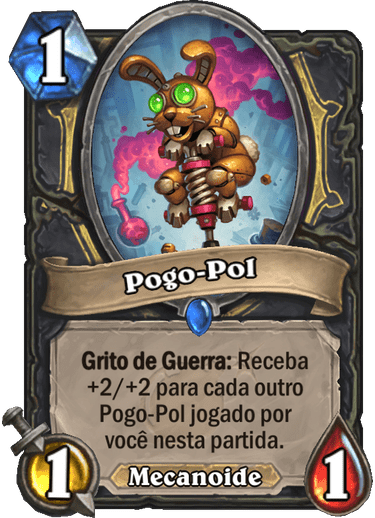 1
Pogo-Pol
Grito de Guerra: Receba
+2/+2 para cada outro
Pogo-Pol jogado por
você nesta partida.
1
Mecanoide
1